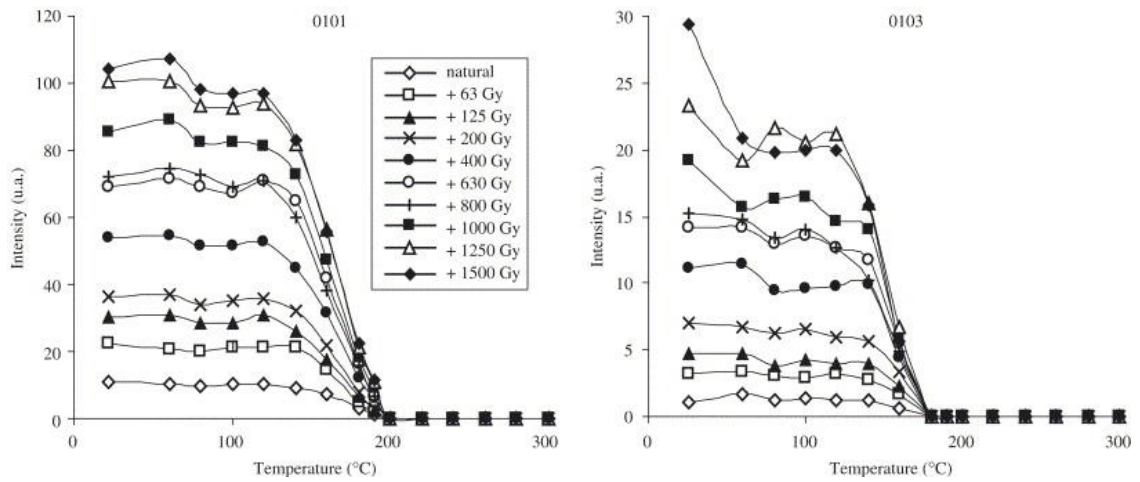 0101
120
100
80
60
40
20
0
Intensity (u.a.)
0
100
200
300
Temperature (°C)
natural
+ 63 Gy
+ 125 Gy
+ 200 Gy
+ 400 Gy
+ 630 Gy
+ 800 Gy
+ 1000 Gy
+ 1250 Gy
+ 1500 Gy
0103
30
25
20
15
10
5
0
Intensity (u.a.)
0
100
200
300
Temperature (°C)